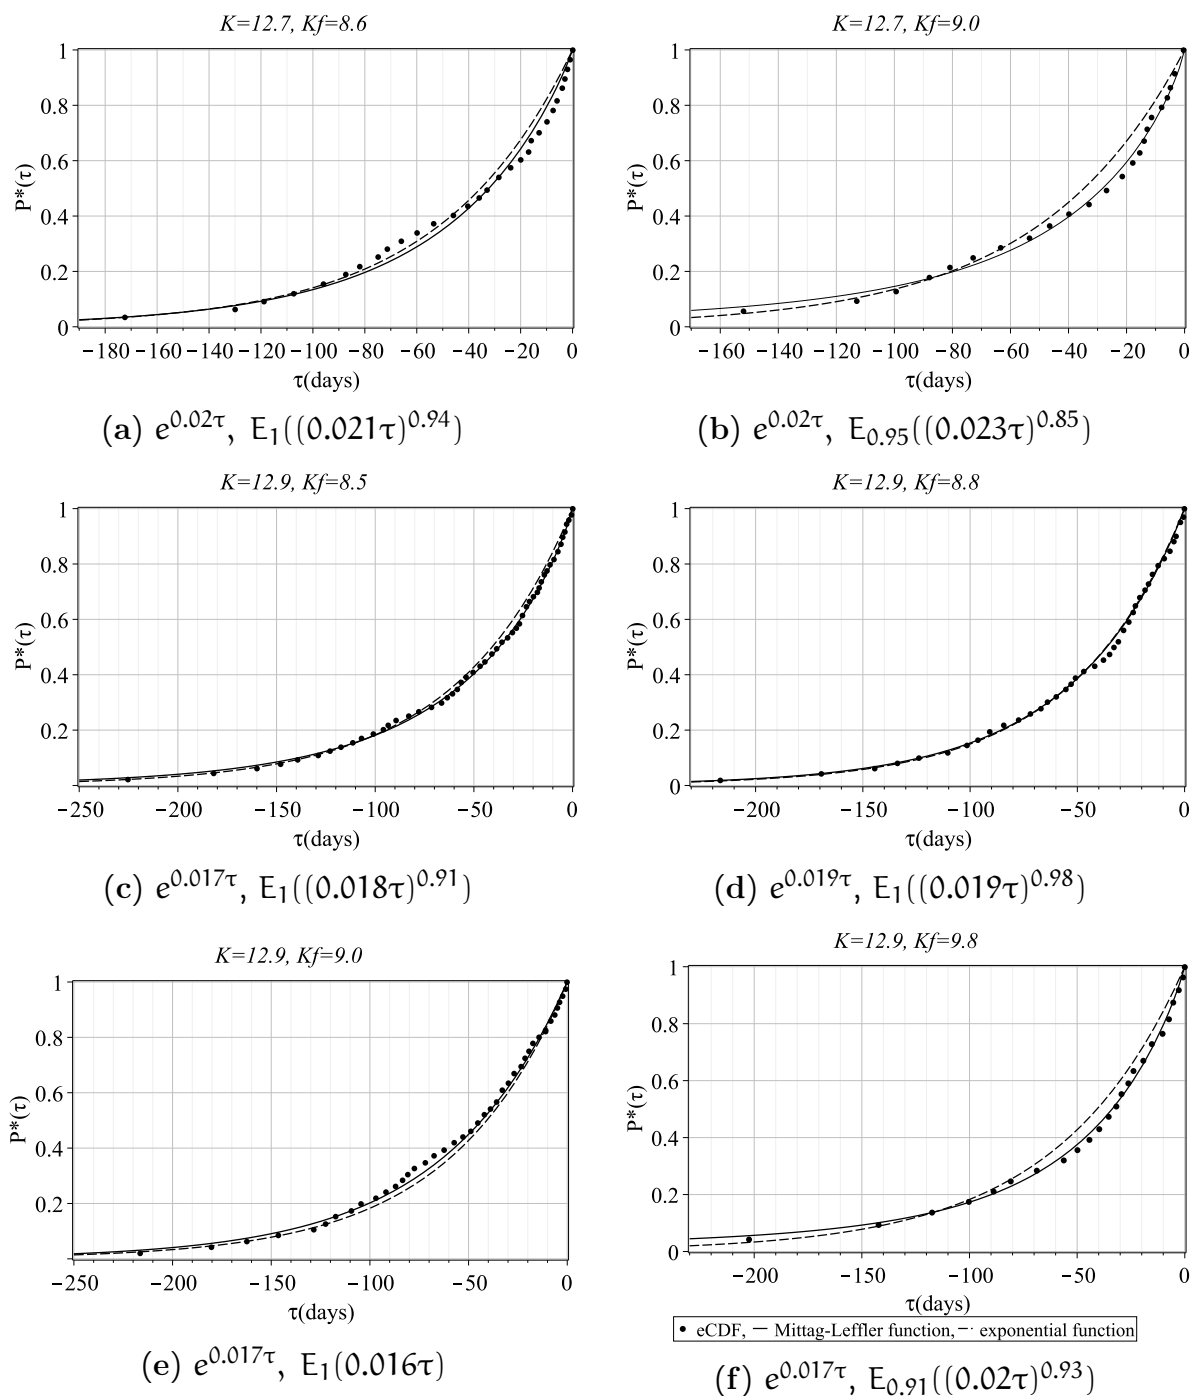 K=12.7, Kf=8.6
1
0.8
0.6
0.4
0.2
0
P*(τ)
−180 −160 −140 −120 −100 −80 −60 −40 −20 0
τ(days)
(a) e^{0.02τ}, E_1((0.021τ)^{0.94})
K=12.7, Kf=9.0
1
0.8
0.6
0.4
0.2
0
P*(τ)
−160 −140 −120 −100 −80 −60 −40 −20 0
τ(days)
(b) e^{0.02τ}, E_{0.95}((0.023τ)^{0.85})
K=12.9, Kf=8.5
1
0.8
0.6
0.4
0.2
P*(τ)
−250 −200 −150 −100 −50 0
τ(days)
(c) e^{0.017τ}, E_1((0.018τ)^{0.91})
K=12.9, Kf=8.8
1
0.8
0.6
0.4
0.2
0
P*(τ)
−200 −150 −100 −50 0
τ(days)
(d) e^{0.019τ}, E_1((0.019τ)^{0.98})
K=12.9, Kf=9.0
1
0.8
0.6
0.4
0.2
P*(τ)
−250 −200 −150 −100 −50 0
τ(days)
(e) e^{0.017τ}, E_1(0.016τ)
K=12.9, Kf=9.8
1
0.8
0.6
0.4
0.2
0
P*(τ)
−200 −150 −100 −50 0
τ(days)
• eCDF, — Mittag-Leffler function, -·- exponential function
(f) e^{0.017τ}, E_{0.91}((0.02τ)^{0.93})